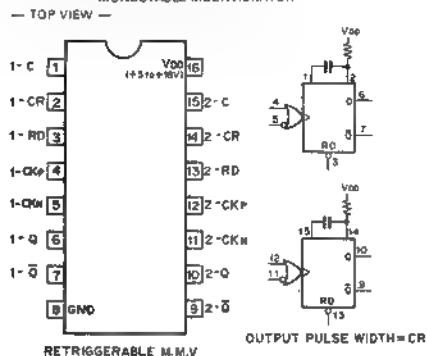 — TOP VIEW —
1-C 1
1-CR 2
1-RD 3
1-CKP 4
1-CKN 5
1-Q 6
1-Q̅ 7
8 GND
VDD 16
(+3 to +18V)
15 2-C
14 2-CR
13 2-RD
12 2-CKP
11 2-CKN
10 2-Q
9 2-Q̅
RETRIGGERABLE M.M.V
VDD
1 2
4
5
Q 6
Q̅ 7
RD
3
VDD
15 14
12
11
Q 10
Q̅ 9
RD
13
OUTPUT PULSE WIDTH=CR